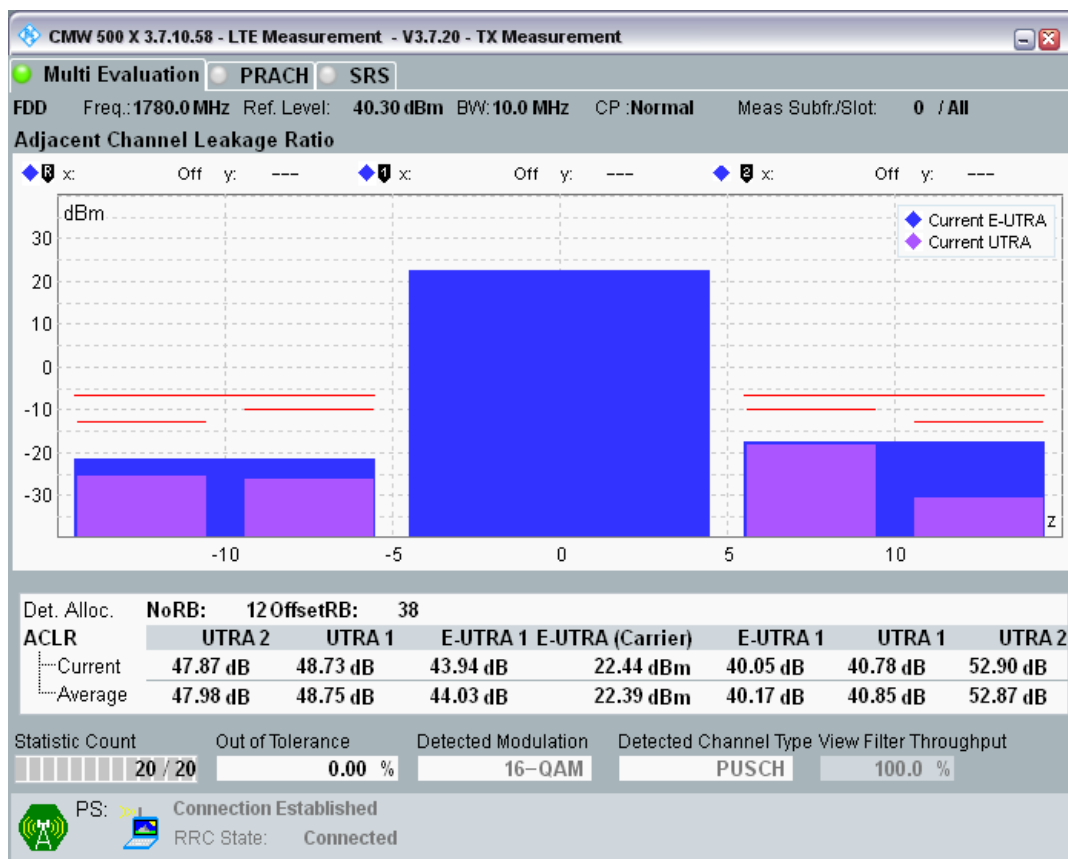 CMW 500 X 3.7.10.58 - LTE Measurement - V3.7.20 - TX Measurement
Multi Evaluation PRACH SRS
FDD Freq.: 1780.0 MHz Ref. Level: 40.30 dBm BW: 10.0 MHz CP :Normal Meas Subfr./Slot: 0 / All
Adjacent Channel Leakage Ratio
R x: Off y: --- 1 x: Off y: --- 2 x: Off y: ---
dBm
Current E-UTRA
Current UTRA
30
20
10
0
-10
-20
-30
z
-10 -5 0 5 10
Det. Alloc. NoRB: 12 OffsetRB: 38
ACLR UTRA 2 UTRA 1 E-UTRA 1 E-UTRA (Carrier) E-UTRA 1 UTRA 1 UTRA 2
Current 47.87 dB 48.73 dB 43.94 dB 22.44 dBm 40.05 dB 40.78 dB 52.90 dB
Average 47.98 dB 48.75 dB 44.03 dB 22.39 dBm 40.17 dB 40.85 dB 52.87 dB
Statistic Count Out of Tolerance Detected Modulation Detected Channel Type View Filter Throughput
20 / 20 0.00 % 16-QAM PUSCH 100.0 %
PS: Connection Established
RRC State: Connected